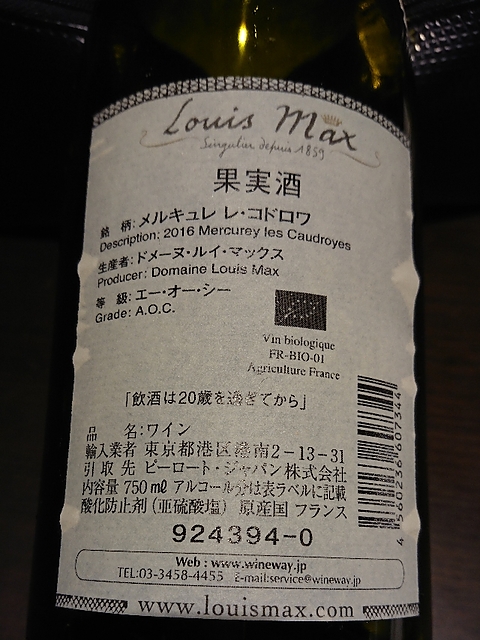 Louis Max
Singulier depuis 1859
果実酒
銘 柄: メルキュレ レ・コドロワ
Description: 2016 Mercurey les Caudroyes
生産者: ドメーヌ・ルイ・マックス
Producer: Domaine Louis Max
等 級: エー・オー・シー
Grade: A.O.C.
Vin biologique
FR-BIO-01
Agriculture France
「飲酒は20歳を過ぎてから」
品 名: ワイン
輸入業者 東京都港区港南2-13-31
引取先 ピーロート・ジャパン株式会社
内容量 750㎖ アルコール分は表ラベルに記載
酸化防止剤(亜硫酸塩) 原産国 フランス
4 560236 607344
924394-0
Web : www.wineway.jp
TEL:03-3458-4455 E-mail:service@wineway.jp
www.louismax.com